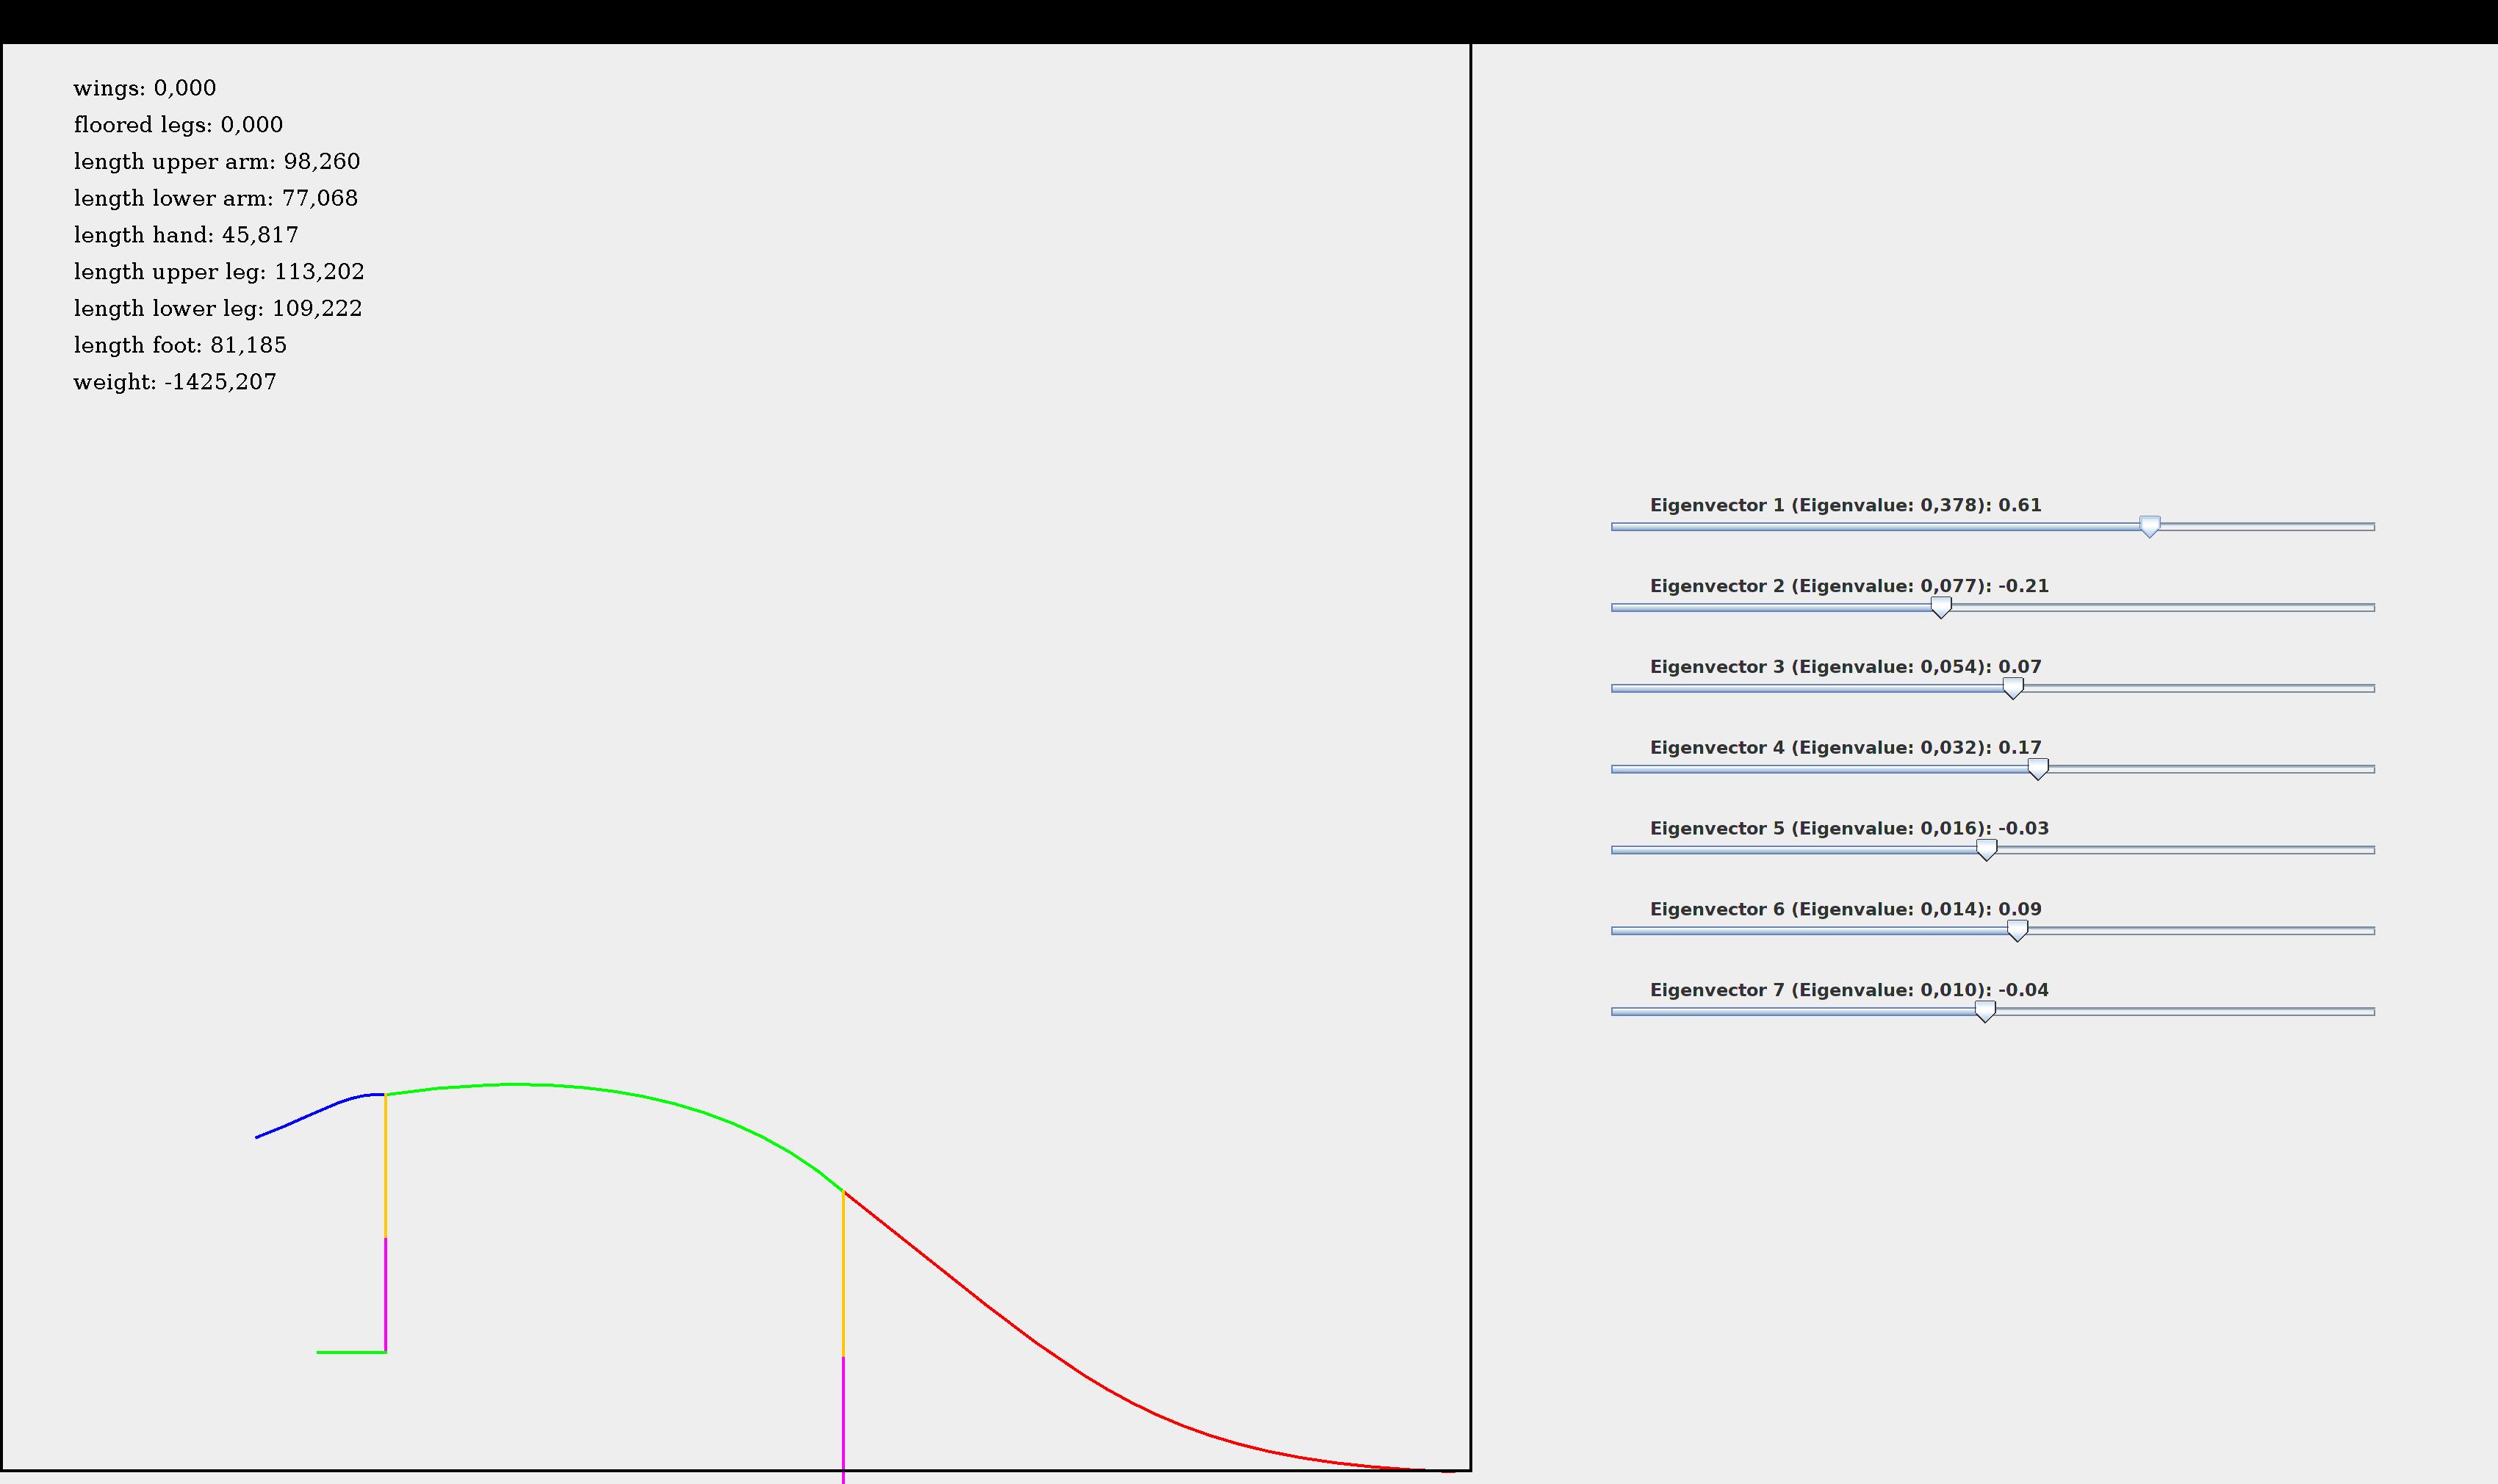 wings: 0,000
floored legs: 0,000
length upper arm: 98,260
length lower arm: 77,068
length hand: 45,817
length upper leg: 113,202
length lower leg: 109,222
length foot: 81,185
weight: -1425,207
Eigenvector 1 (Eigenvalue: 0,378): 0.61
Eigenvector 2 (Eigenvalue: 0,077): -0.21
Eigenvector 3 (Eigenvalue: 0,054): 0.07
Eigenvector 4 (Eigenvalue: 0,032): 0.17
Eigenvector 5 (Eigenvalue: 0,016): -0.03
Eigenvector 6 (Eigenvalue: 0,014): 0.09
Eigenvector 7 (Eigenvalue: 0,010): -0.04